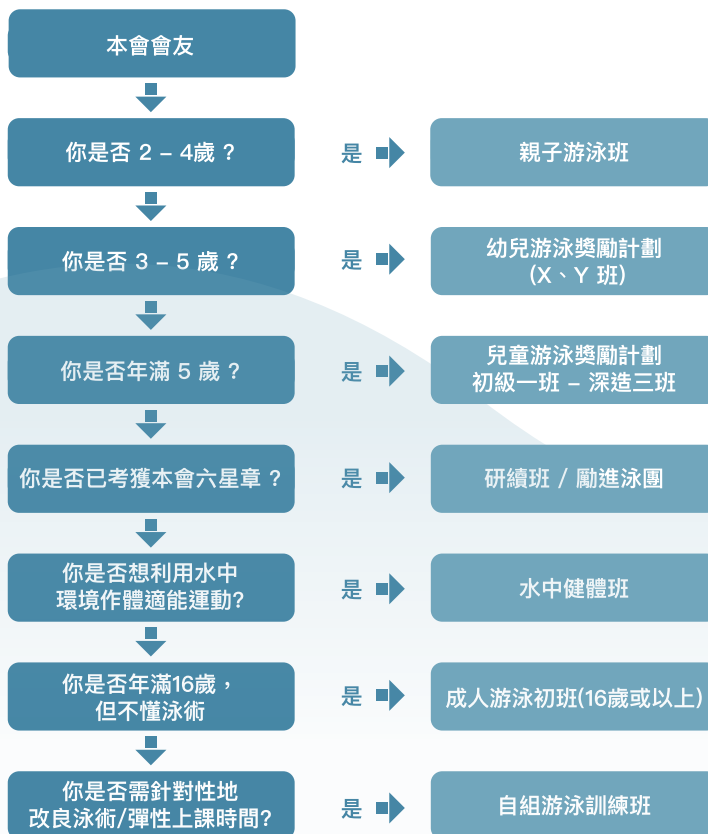 本會會友
你是否 2 – 4歲 ?
是
親子游泳班
你是否 3 – 5 歲 ?
是
幼兒游泳獎勵計劃
(X、Y 班)
你是否年滿 5 歲 ?
是
兒童游泳獎勵計劃
初級一班 – 深造三班
你是否已考獲本會六星章 ?
是
研續班 / 勵進泳團
你是否想利用水中
環境作體適能運動?
是
水中健體班
你是否年滿16歲，
但不懂泳術
是
成人游泳初班(16歲或以上)
你是否需針對性地
改良泳術/彈性上課時間?
是
自組游泳訓練班